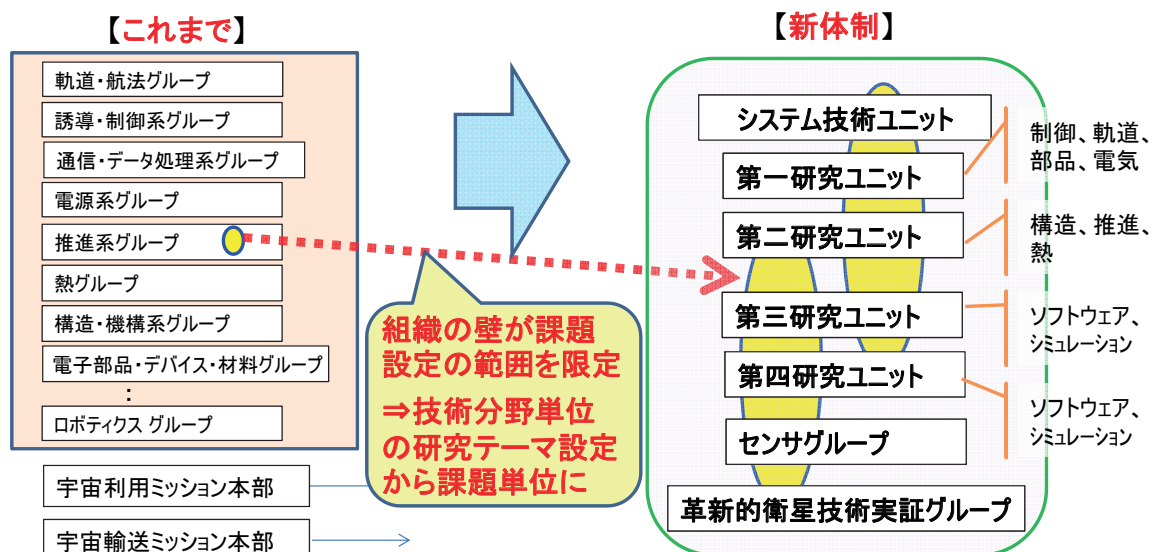 【これまで】
軌道・航法グループ
誘導・制御系グループ
通信・データ処理系グループ
電源系グループ
推進系グループ
熱グループ
構造・機構系グループ
電子部品・デバイス・材料グループ
：
ロボティクス グループ
宇宙利用ミッション本部
宇宙輸送ミッション本部
組織の壁が課題
設定の範囲を限定
⇒技術分野単位
の研究テーマ設定
から課題単位に
【新体制】
システム技術ユニット
第一研究ユニット
第二研究ユニット
第三研究ユニット
第四研究ユニット
センサグループ
革新的衛星技術実証グループ
制御、軌道、
部品、電気
構造、推進、
熱
ソフトウェア、
シミュレーション
ソフトウェア、
シミュレーション